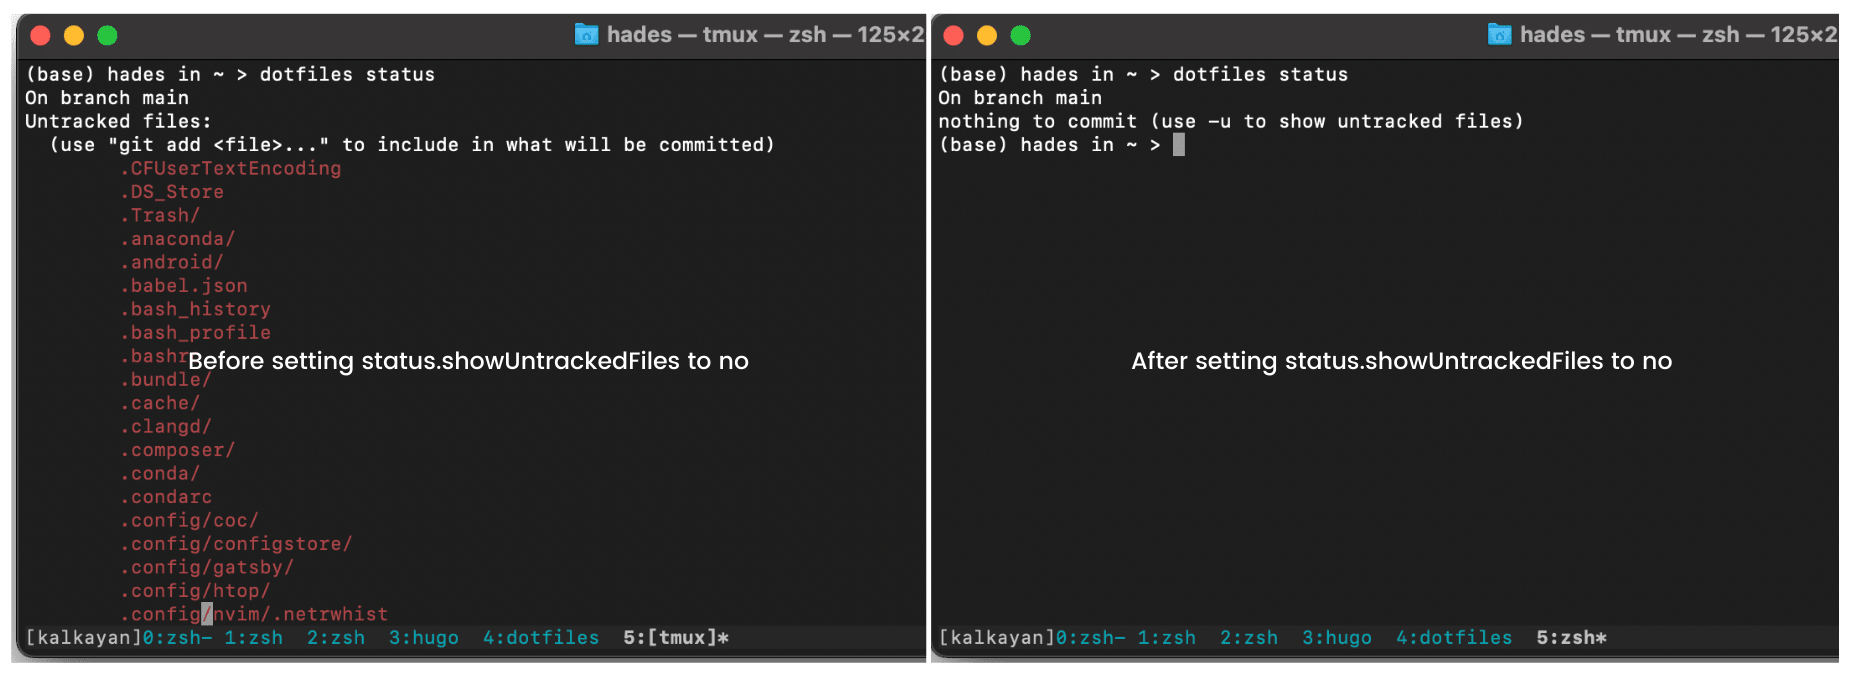 hades — tmux — zsh — 125×2
(base) hades in ~ > dotfiles status
On branch main
Untracked files:
(use "git add <file>..." to include in what will be committed)
.CFUserTextEncoding
.DS_Store
.Trash/
.anaconda/
.android/
.babel.json
.bash_history
.bash_profile
.bashr
Before setting status.showUntrackedFiles to no
.bundle/
.cache/
.clangd/
.composer/
.conda/
.condarc
.config/coc/
.config/configstore/
.config/gatsby/
.config/htop/
.config/nvim/.netrwhist
[kalkayan]0:zsh- 1:zsh 2:zsh 3:hugo 4:dotfiles 5:[tmux]*
hades — tmux — zsh — 125×2
(base) hades in ~ > dotfiles status
On branch main
nothing to commit (use -u to show untracked files)
(base) hades in ~ >
After setting status.showUntrackedFiles to no
[kalkayan]0:zsh- 1:zsh 2:zsh 3:hugo 4:dotfiles 5:zsh*